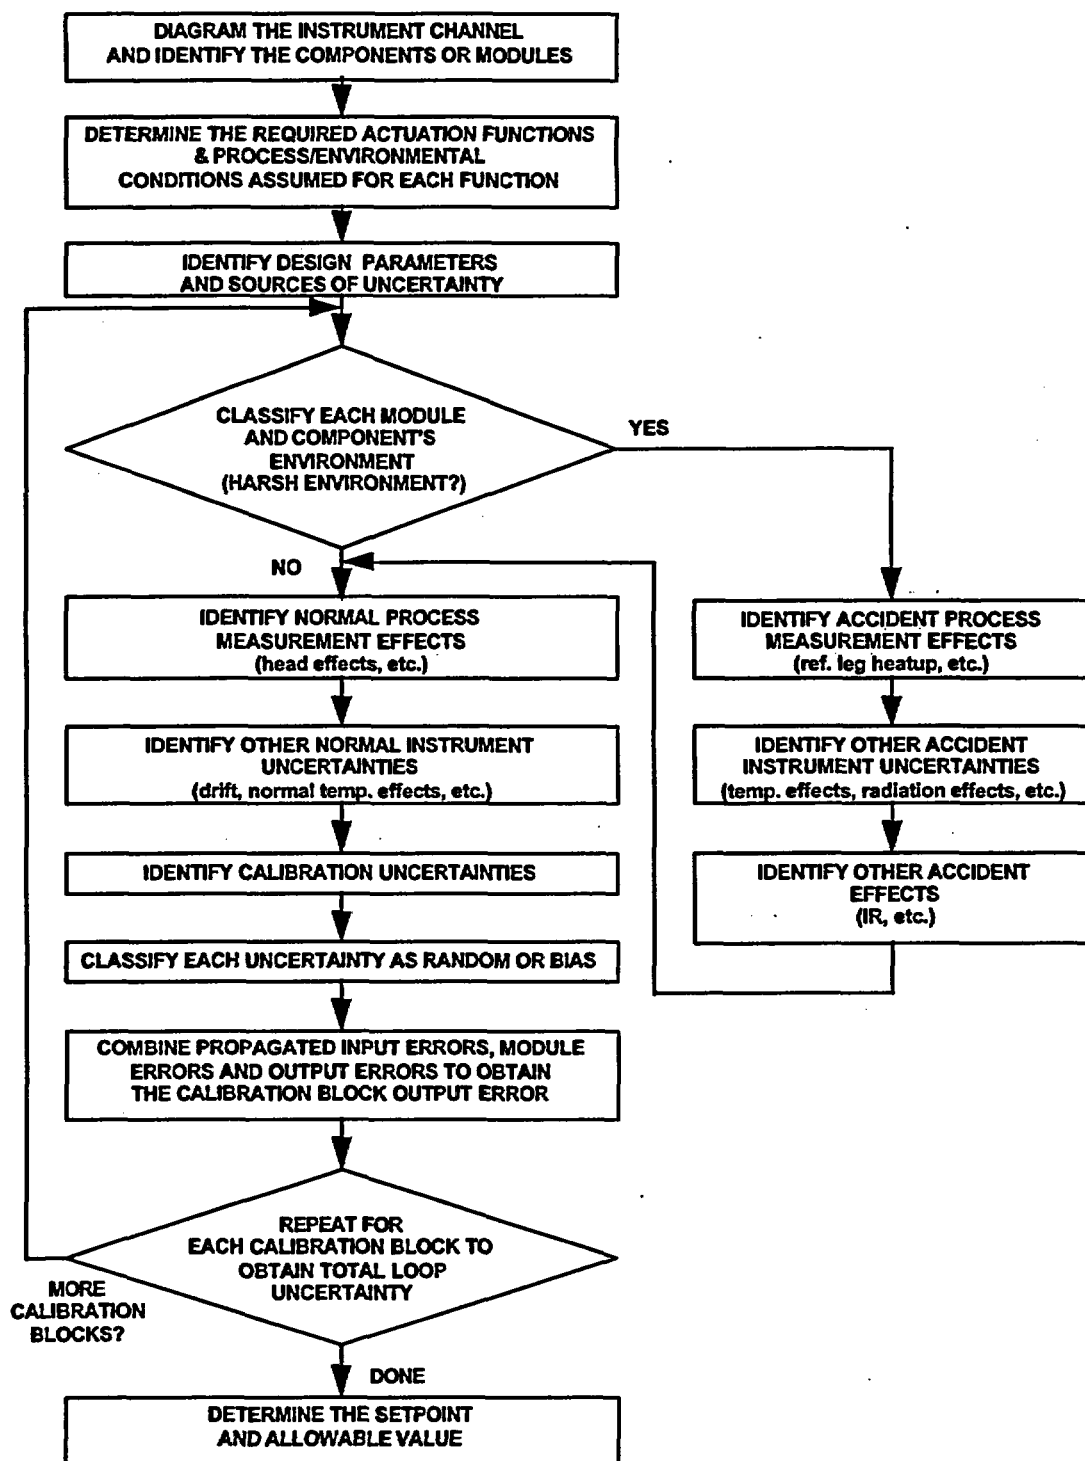 DIAGRAM THE INSTRUMENT CHANNEL
AND IDENTIFY THE COMPONENTS OR MODULES
DETERMINE THE REQUIRED ACTUATION FUNCTIONS
& PROCESS/ENVIRONMENTAL
CONDITIONS ASSUMED FOR EACH FUNCTION
IDENTIFY DESIGN PARAMETERS
AND SOURCES OF UNCERTAINTY
CLASSIFY EACH MODULE
AND COMPONENT'S
ENVIRONMENT
(HARSH ENVIRONMENT?)
YES
NO
IDENTIFY NORMAL PROCESS
MEASUREMENT EFFECTS
(head effects, etc.)
IDENTIFY ACCIDENT PROCESS
MEASUREMENT EFFECTS
(ref. leg heatup, etc.)
IDENTIFY OTHER NORMAL INSTRUMENT
UNCERTAINTIES
(drift, normal temp. effects, etc.)
IDENTIFY OTHER ACCIDENT
INSTRUMENT UNCERTAINTIES
(temp. effects, radiation effects, etc.)
IDENTIFY CALIBRATION UNCERTAINTIES
IDENTIFY OTHER ACCIDENT
EFFECTS
(IR, etc.)
CLASSIFY EACH UNCERTAINTY AS RANDOM OR BIAS
COMBINE PROPAGATED INPUT ERRORS, MODULE
ERRORS AND OUTPUT ERRORS TO OBTAIN
THE CALIBRATION BLOCK OUTPUT ERROR
REPEAT FOR
EACH CALIBRATION BLOCK TO
OBTAIN TOTAL LOOP
UNCERTAINTY
MORE
CALIBRATION
BLOCKS?
DONE
DETERMINE THE SETPOINT
AND ALLOWABLE VALUE